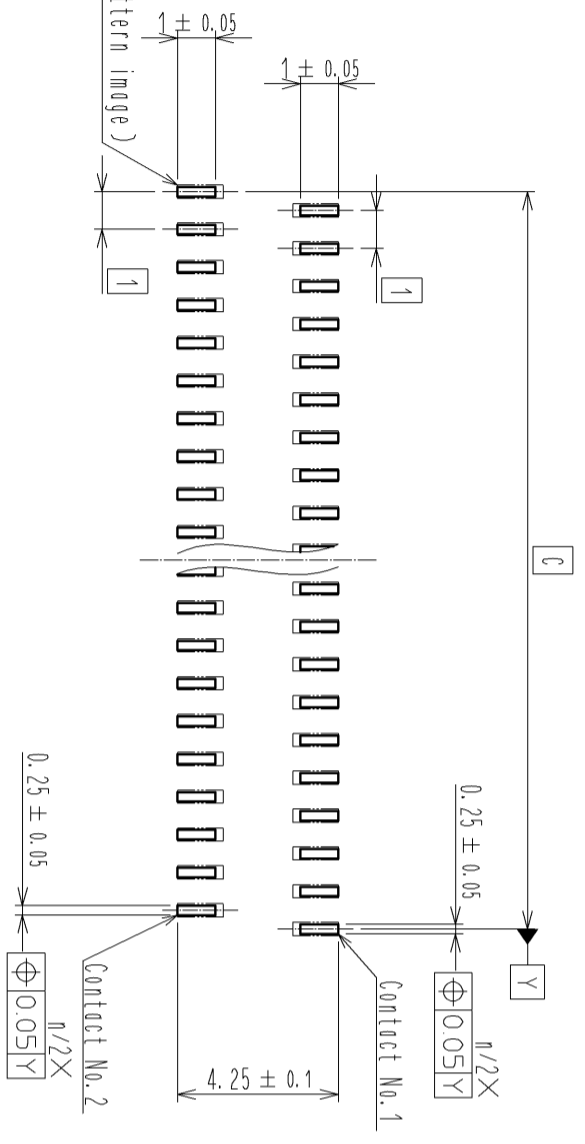 1 ± 0.05
1 ± 0.05
ttern image)
1
1
C
0.25 ± 0.05
0.25 ± 0.05
Y
n/2X
⌖ 0.05 Y
n/2X
⌖ 0.05 Y
Contact No.1
Contact No.2
4.25 ± 0.1